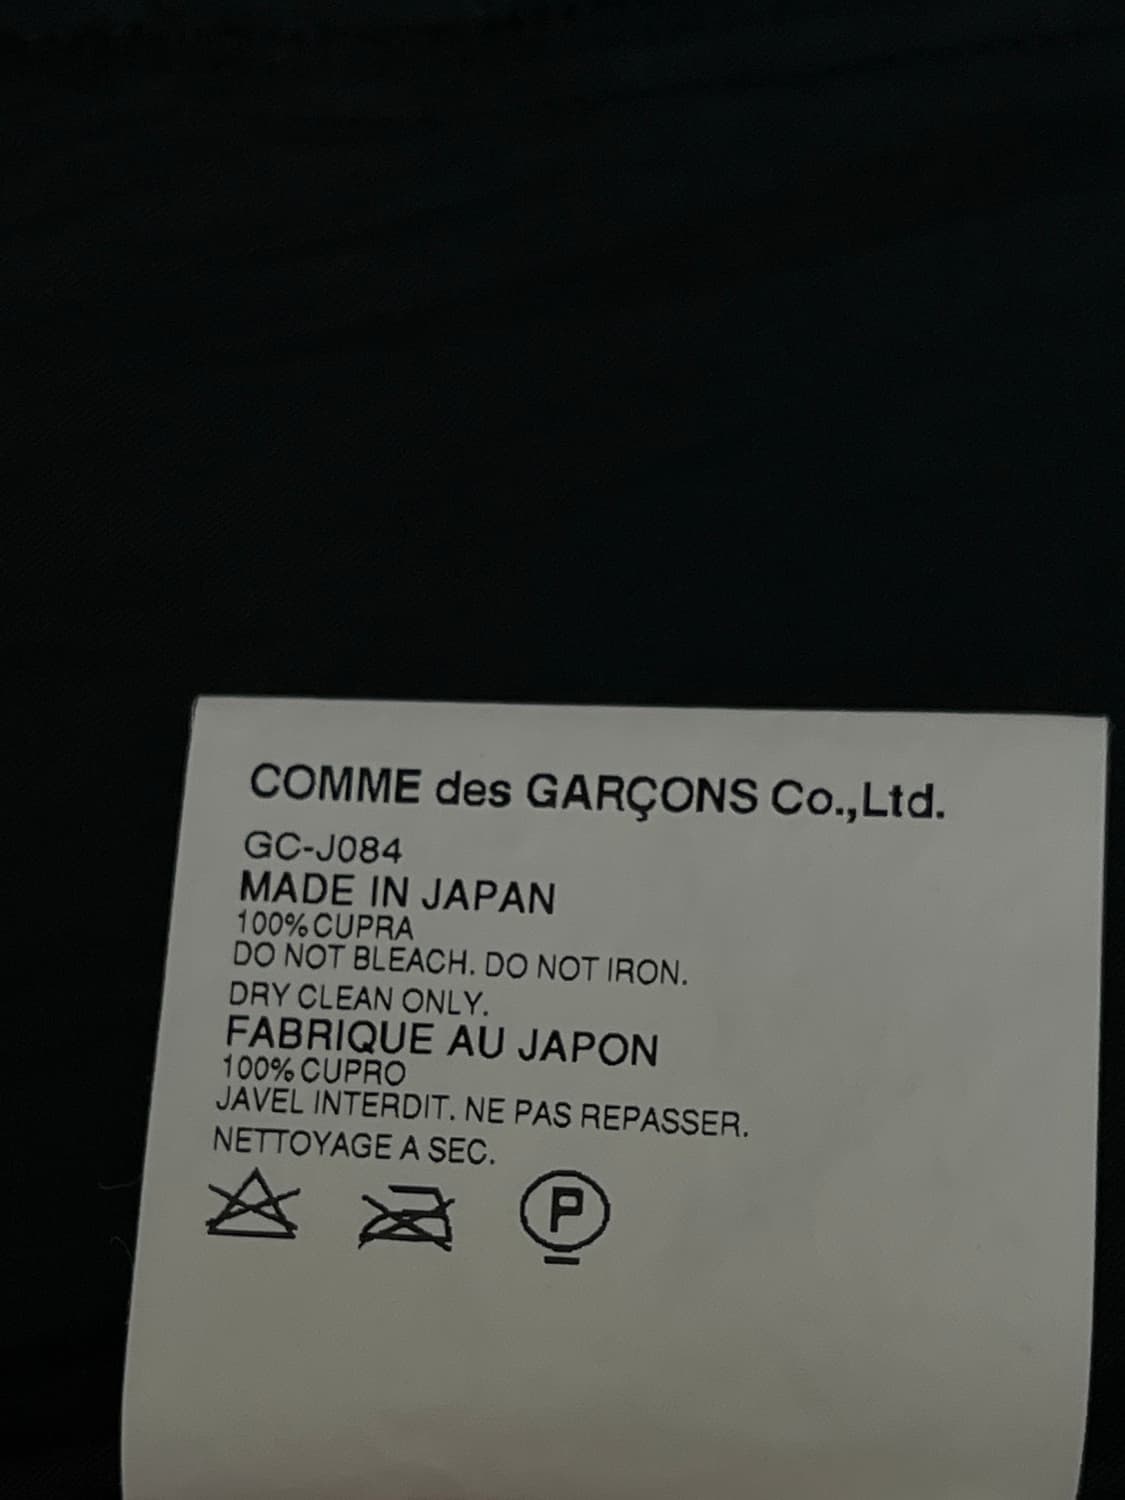 COMME des GARÇONS Co.,Ltd.
GC-J084
MADE IN JAPAN
100% CUPRA
DO NOT BLEACH. DO NOT IRON.
DRY CLEAN ONLY.
FABRIQUE AU JAPON
100% CUPRO
JAVEL INTERDIT. NE PAS REPASSER.
NETTOYAGE A SEC.
P